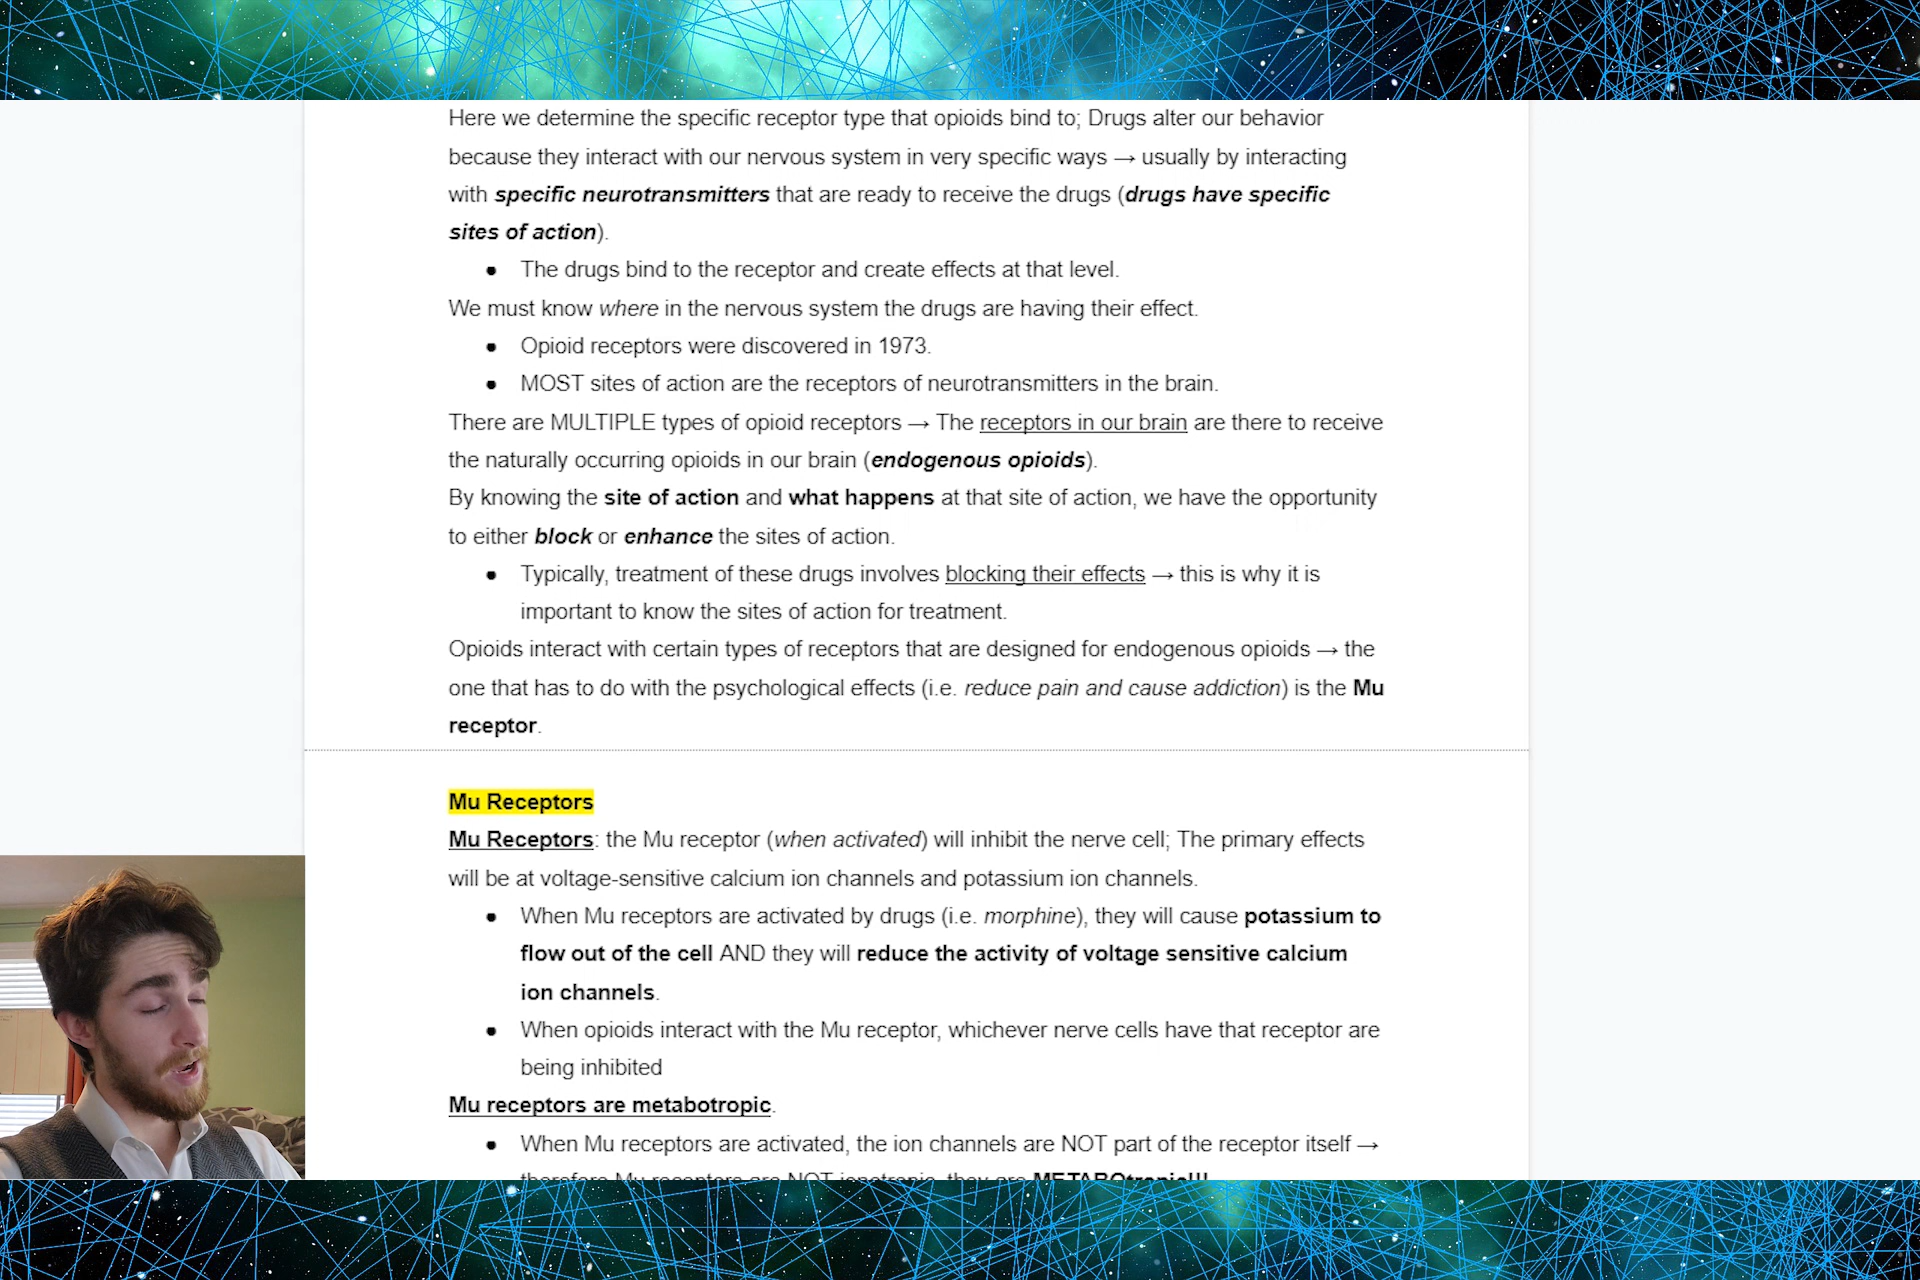 Here we determine the specific receptor type that opioids bind to; Drugs alter our behavior
because they interact with our nervous system in very specific ways → usually by interacting
with specific neurotransmitters that are ready to receive the drugs (drugs have specific
sites of action).
● The drugs bind to the receptor and create effects at that level.
We must know where in the nervous system the drugs are having their effect.
● Opioid receptors were discovered in 1973.
● MOST sites of action are the receptors of neurotransmitters in the brain.
There are MULTIPLE types of opioid receptors → The receptors in our brain are there to receive
the naturally occurring opioids in our brain (endogenous opioids).
By knowing the site of action and what happens at that site of action, we have the opportunity
to either block or enhance the sites of action.
● Typically, treatment of these drugs involves blocking their effects → this is why it is
important to know the sites of action for treatment.
Opioids interact with certain types of receptors that are designed for endogenous opioids → the
one that has to do with the psychological effects (i.e. reduce pain and cause addiction) is the Mu
receptor.
Mu Receptors
Mu Receptors: the Mu receptor (when activated) will inhibit the nerve cell; The primary effects
will be at voltage-sensitive calcium ion channels and potassium ion channels.
● When Mu receptors are activated by drugs (i.e. morphine), they will cause potassium to
flow out of the cell AND they will reduce the activity of voltage sensitive calcium
ion channels.
● When opioids interact with the Mu receptor, whichever nerve cells have that receptor are
being inhibited
Mu receptors are metabotropic.
● When Mu receptors are activated, the ion channels are NOT part of the receptor itself →
therefore Mu receptors are NOT ionotropic, they are METABOtropic!!!